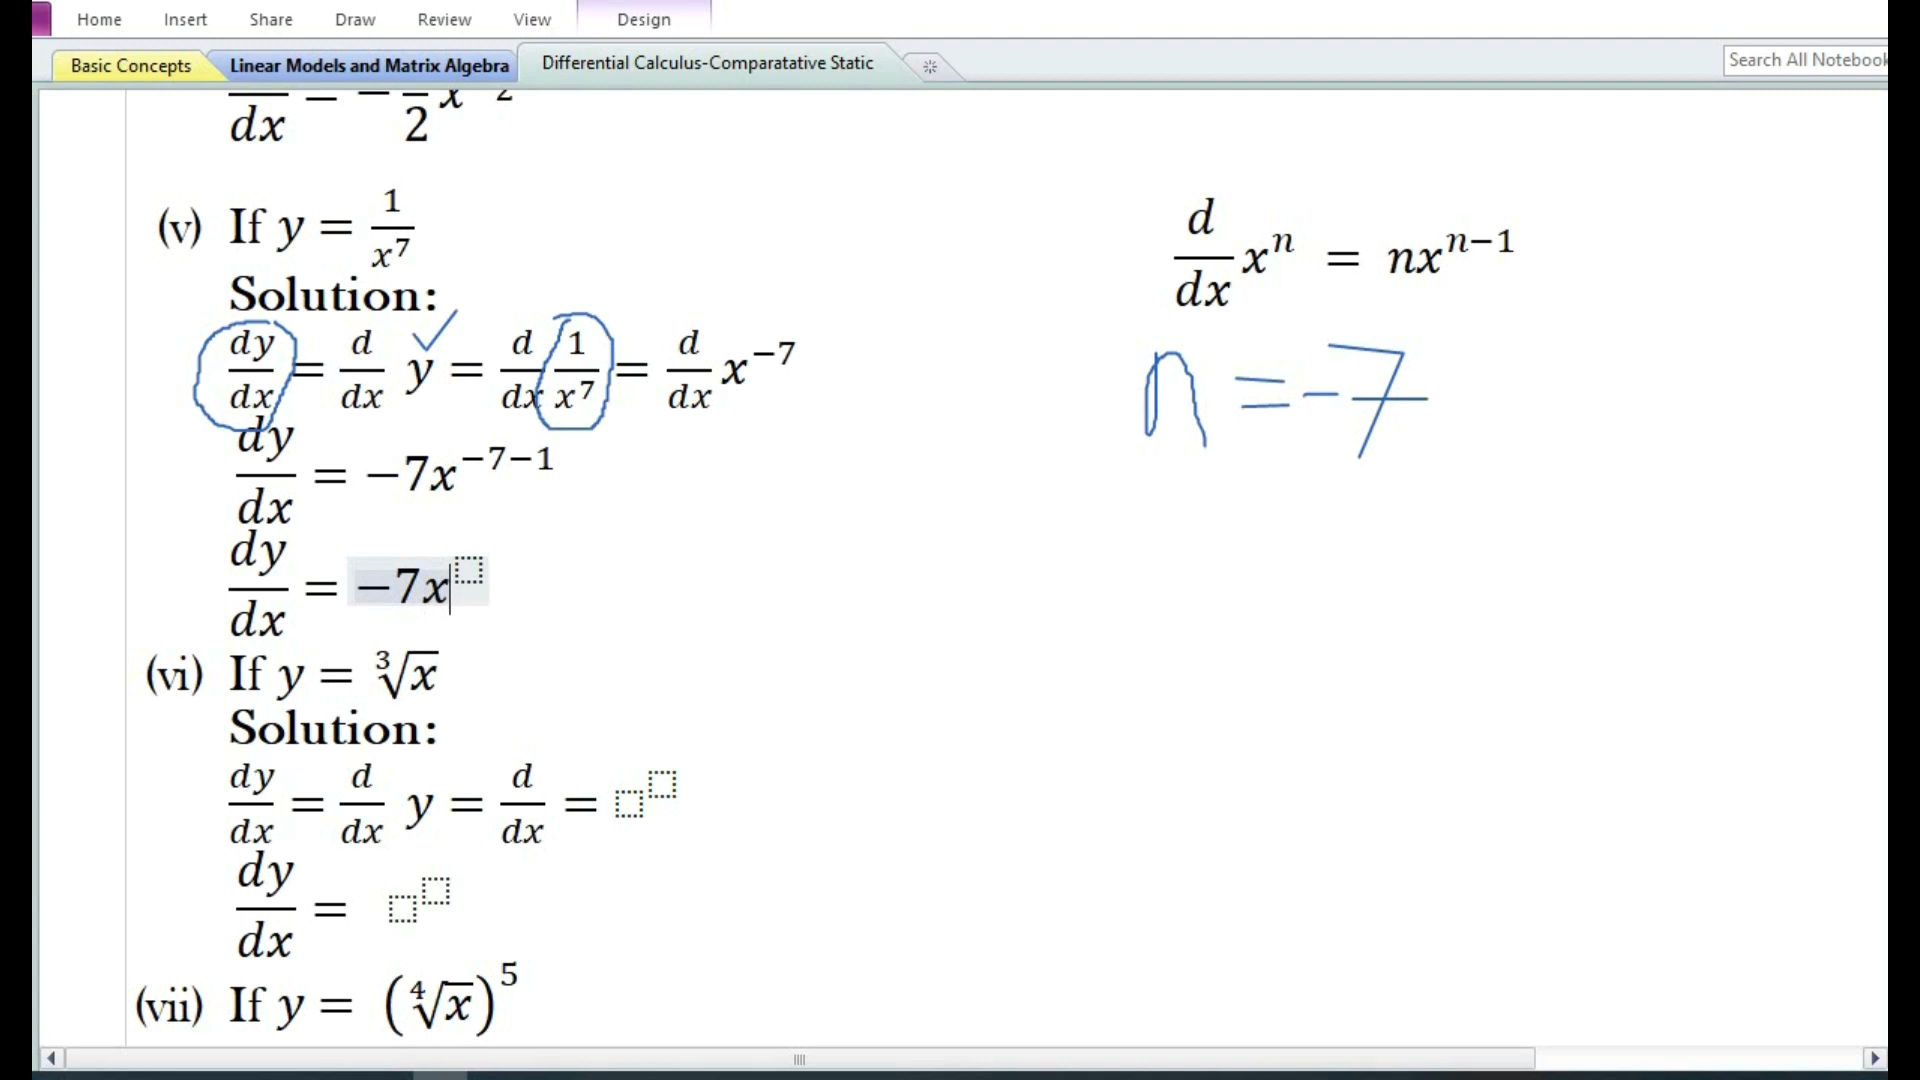 Home Insert Share Draw Review View Design
Basic Concepts Linear Models and Matrix Algebra Differential Calculus-Comparatative Static Search All Notebook
dx = − /2 x 2
(v) If y = 1/x^7
d/dx x^n = nx^(n−1)
Solution:
dy/dx = d/dx y = d/dx 1/x^7 = d/dx x^(−7)
n = −7
dy/dx = −7x^(−7−1)
dy/dx = −7x
(vi) If y = ∛x
Solution:
dy/dx = d/dx y = d/dx =
dy/dx =
(vii) If y = (∜x)^5